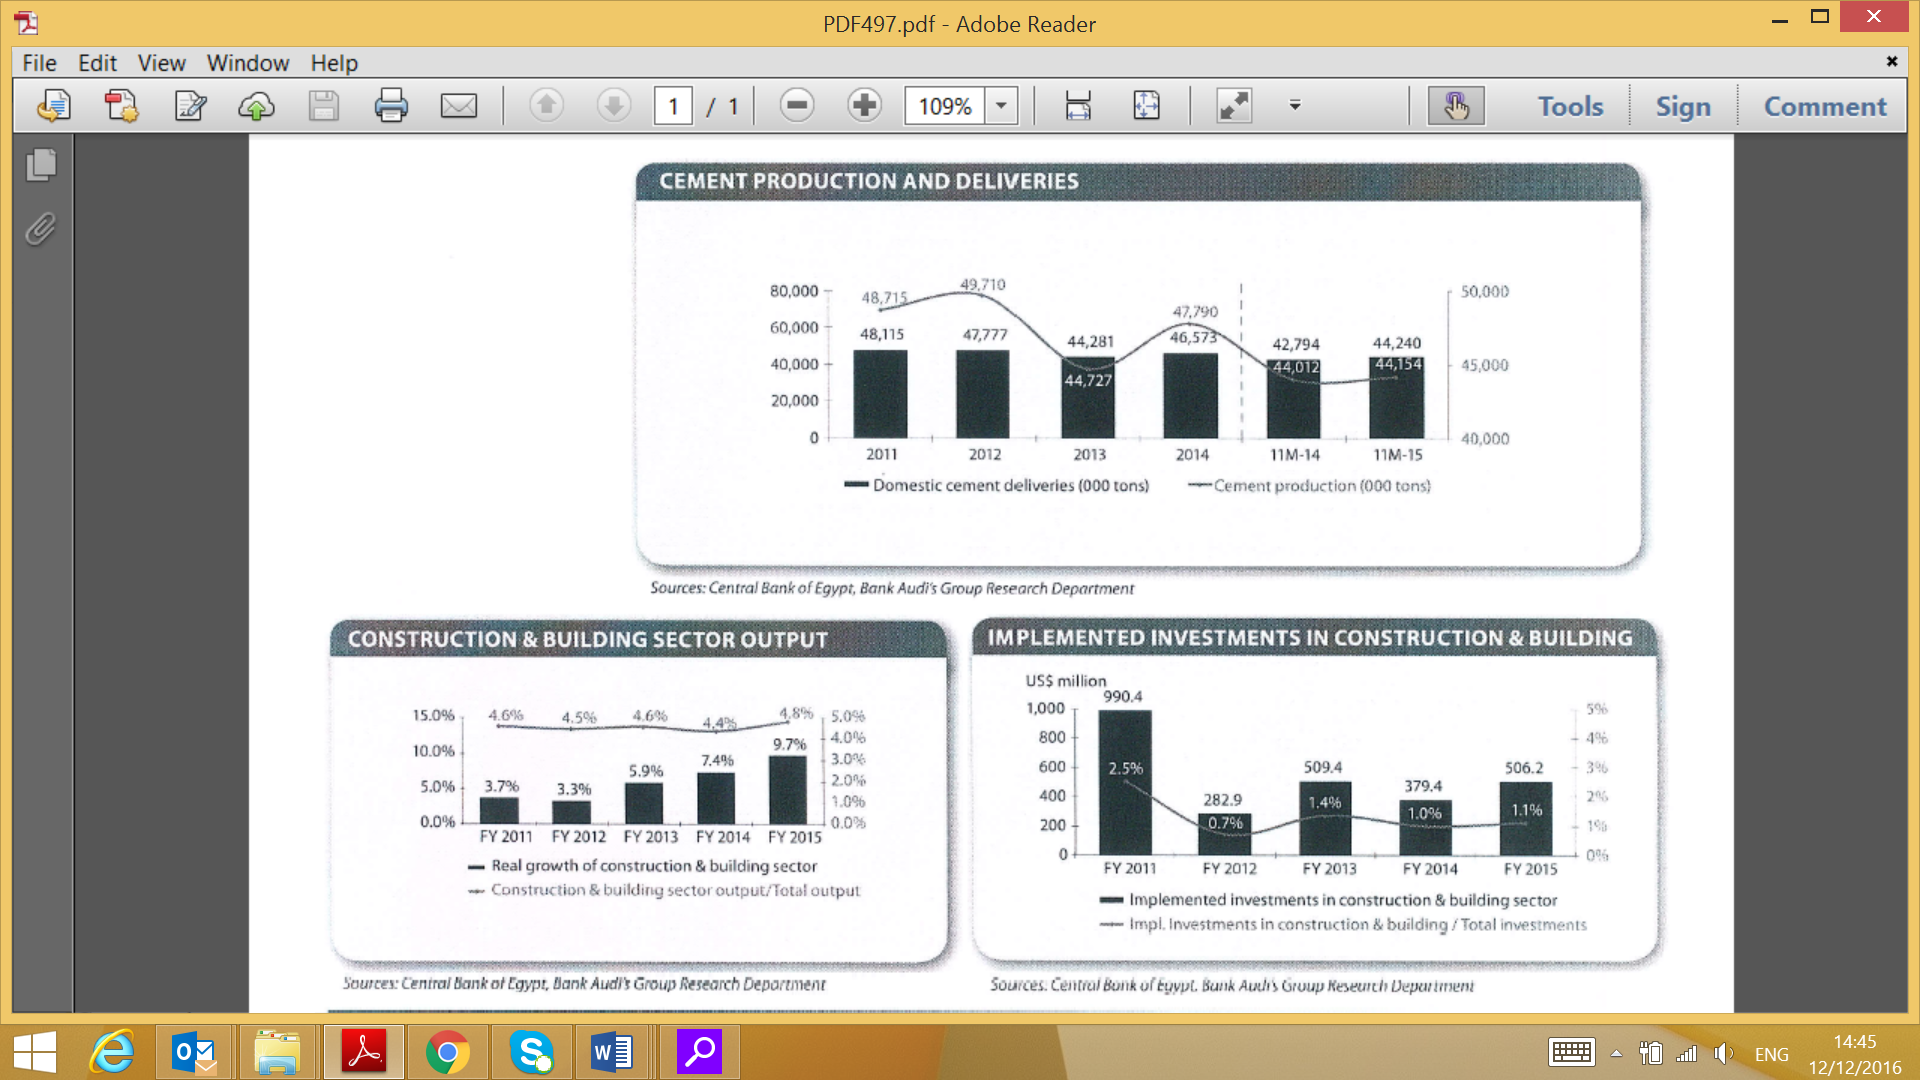 PDF497.pdf - Adobe Reader
File Edit View Window Help
1 / 1 109% Tools Sign Comment
CEMENT PRODUCTION AND DELIVERIES
80,000
60,000
40,000
20,000
0
48,715 49,710 47,790
48,115 47,777 44,281 46,573 42,794 44,240
44,727 44,012 44,154
50,000
45,000
40,000
2011 2012 2013 2014 11M-14 11M-15
Domestic cement deliveries (000 tons) Cement production (000 tons)
Sources: Central Bank of Egypt, Bank Audi's Group Research Department
CONSTRUCTION & BUILDING SECTOR OUTPUT
15.0%
10.0%
5.0%
0.0%
4.6% 4.5% 4.6% 4.4% 4.8%
3.7% 3.3% 5.9% 7.4% 9.7%
5.0%
4.0%
3.0%
2.0%
1.0%
0.0%
FY 2011 FY 2012 FY 2013 FY 2014 FY 2015
Real growth of construction & building sector
Construction & building sector output/Total output
Sources: Central Bank of Egypt, Bank Audi's Group Research Department
IMPLEMENTED INVESTMENTS IN CONSTRUCTION & BUILDING
US$ million
1,000
800
600
400
200
0
990.4 282.9 509.4 379.4 506.2
2.5% 0.7% 1.4% 1.0% 1.1%
5%
4%
3%
2%
1%
0%
FY 2011 FY 2012 FY 2013 FY 2014 FY 2015
Implemented investments in construction & building sector
Impl. Investments in construction & building / Total investments
Sources: Central Bank of Egypt, Bank Audi's Group Research Department
ENG
14:45
12/12/2016